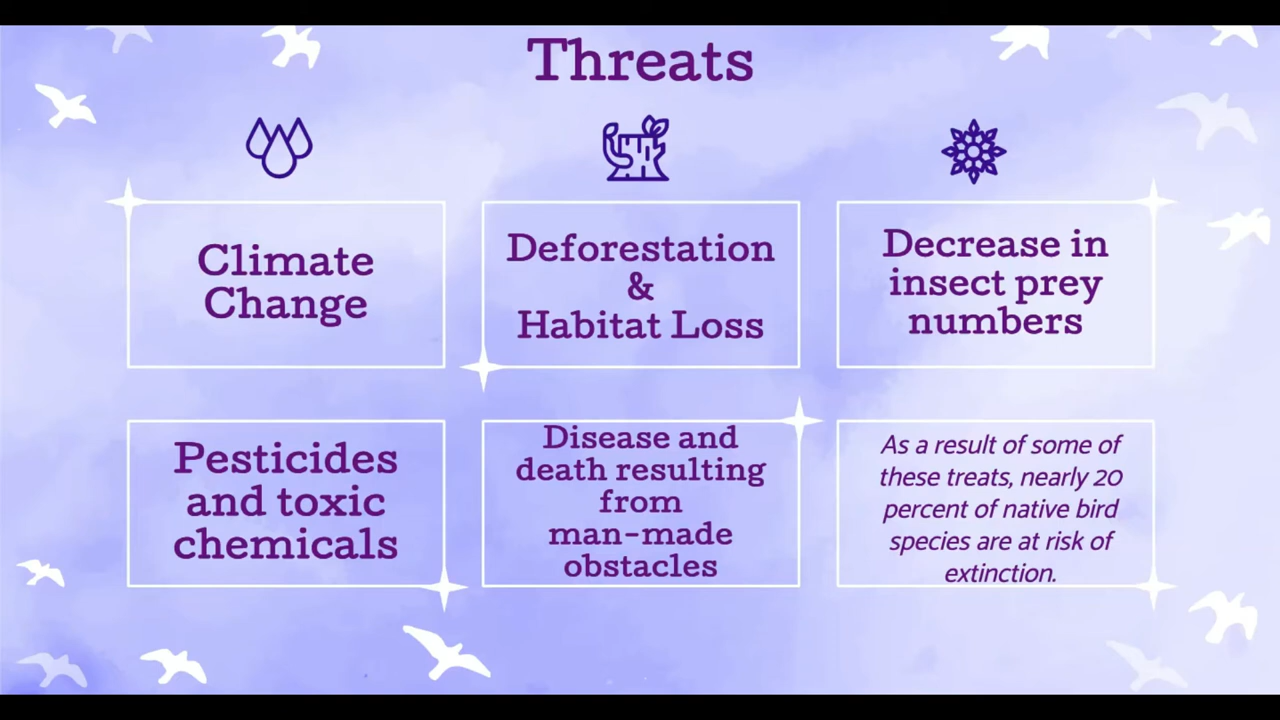 Threats
Climate
Change
Deforestation
&
Habitat Loss
Decrease in
insect prey
numbers
Pesticides
and toxic
chemicals
Disease and
death resulting
from
man-made
obstacles
As a result of some of
these treats, nearly 20
percent of native bird
species are at risk of
extinction.